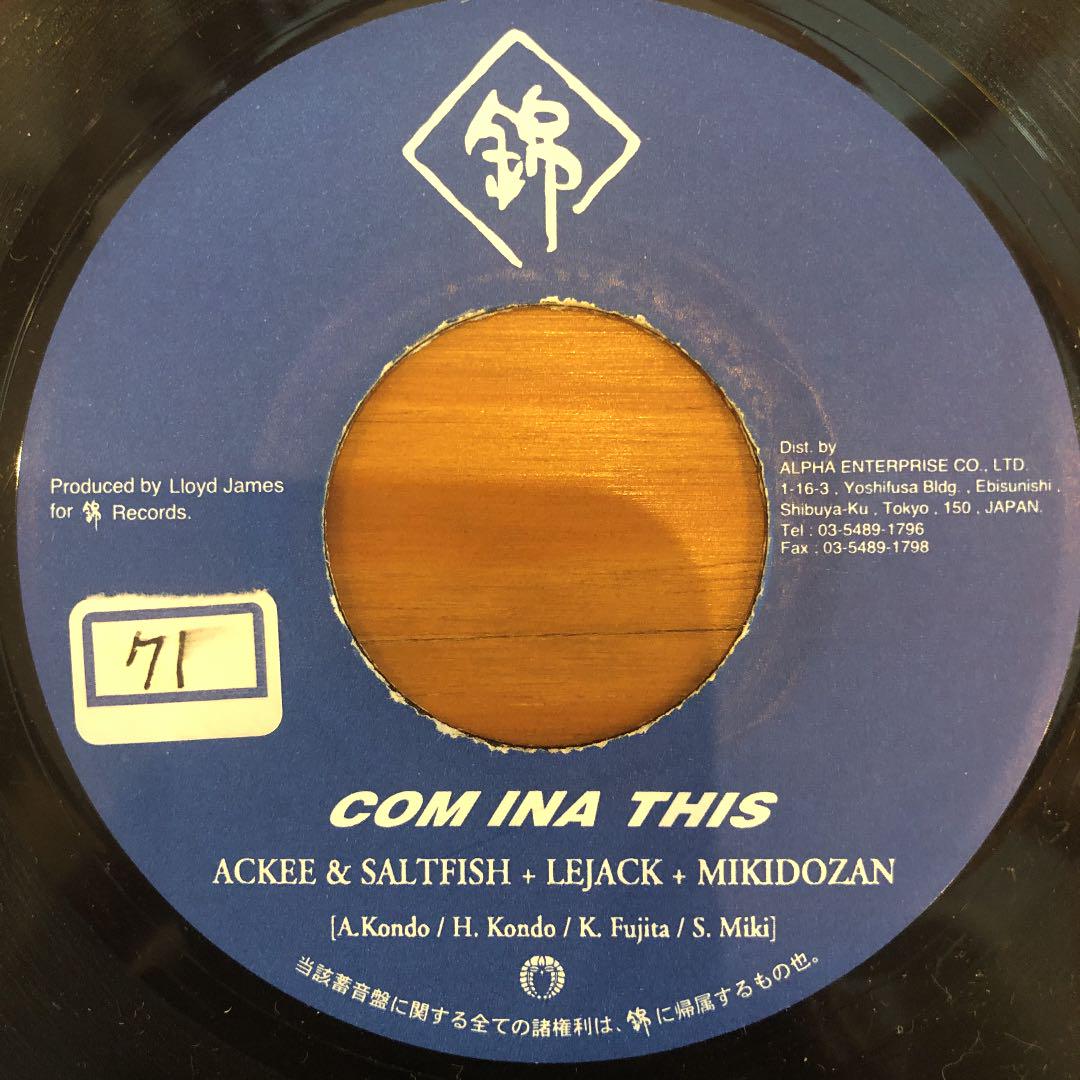 錦
Produced by Lloyd James
for 錦 Records.
Dist. by
ALPHA ENTERPRISE CO., LTD.
1-16-3 , Yoshifusa Bldg. , Ebisunishi ,
Shibuya-Ku , Tokyo , 150 , JAPAN.
Tel : 03-5489-1796
Fax : 03-5489-1798
71
COM INA THIS
ACKEE & SALTFISH + LEJACK + MIKIDOZAN
[A.Kondo / H. Kondo / K. Fujita / S. Miki]
当該蓄音盤に関する全ての諸権利は、錦に帰属するもの也。